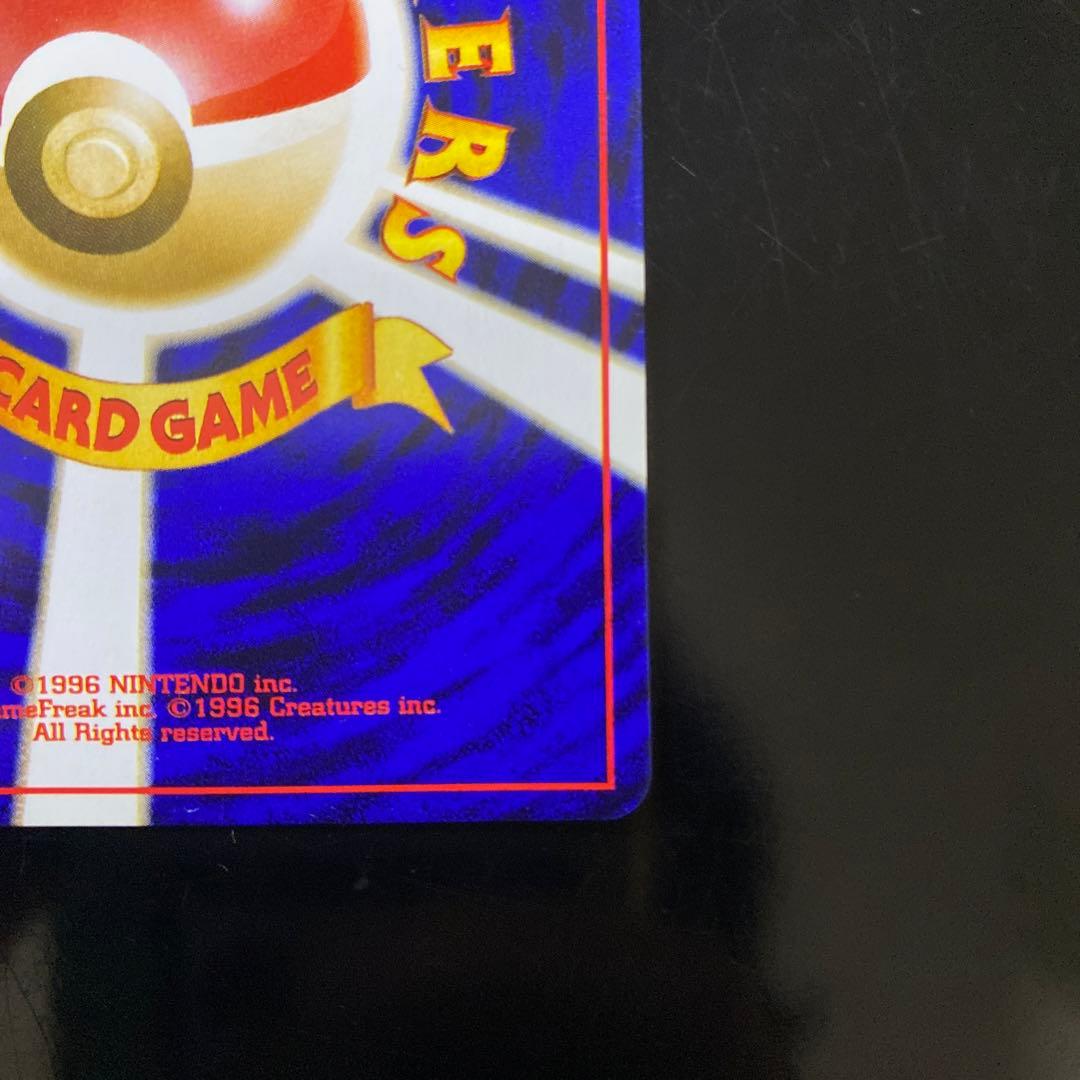 ERS
CARD GAME
©1996 NINTENDO inc.
meFreak inc. ©1996 Creatures inc.
All Rights reserved.